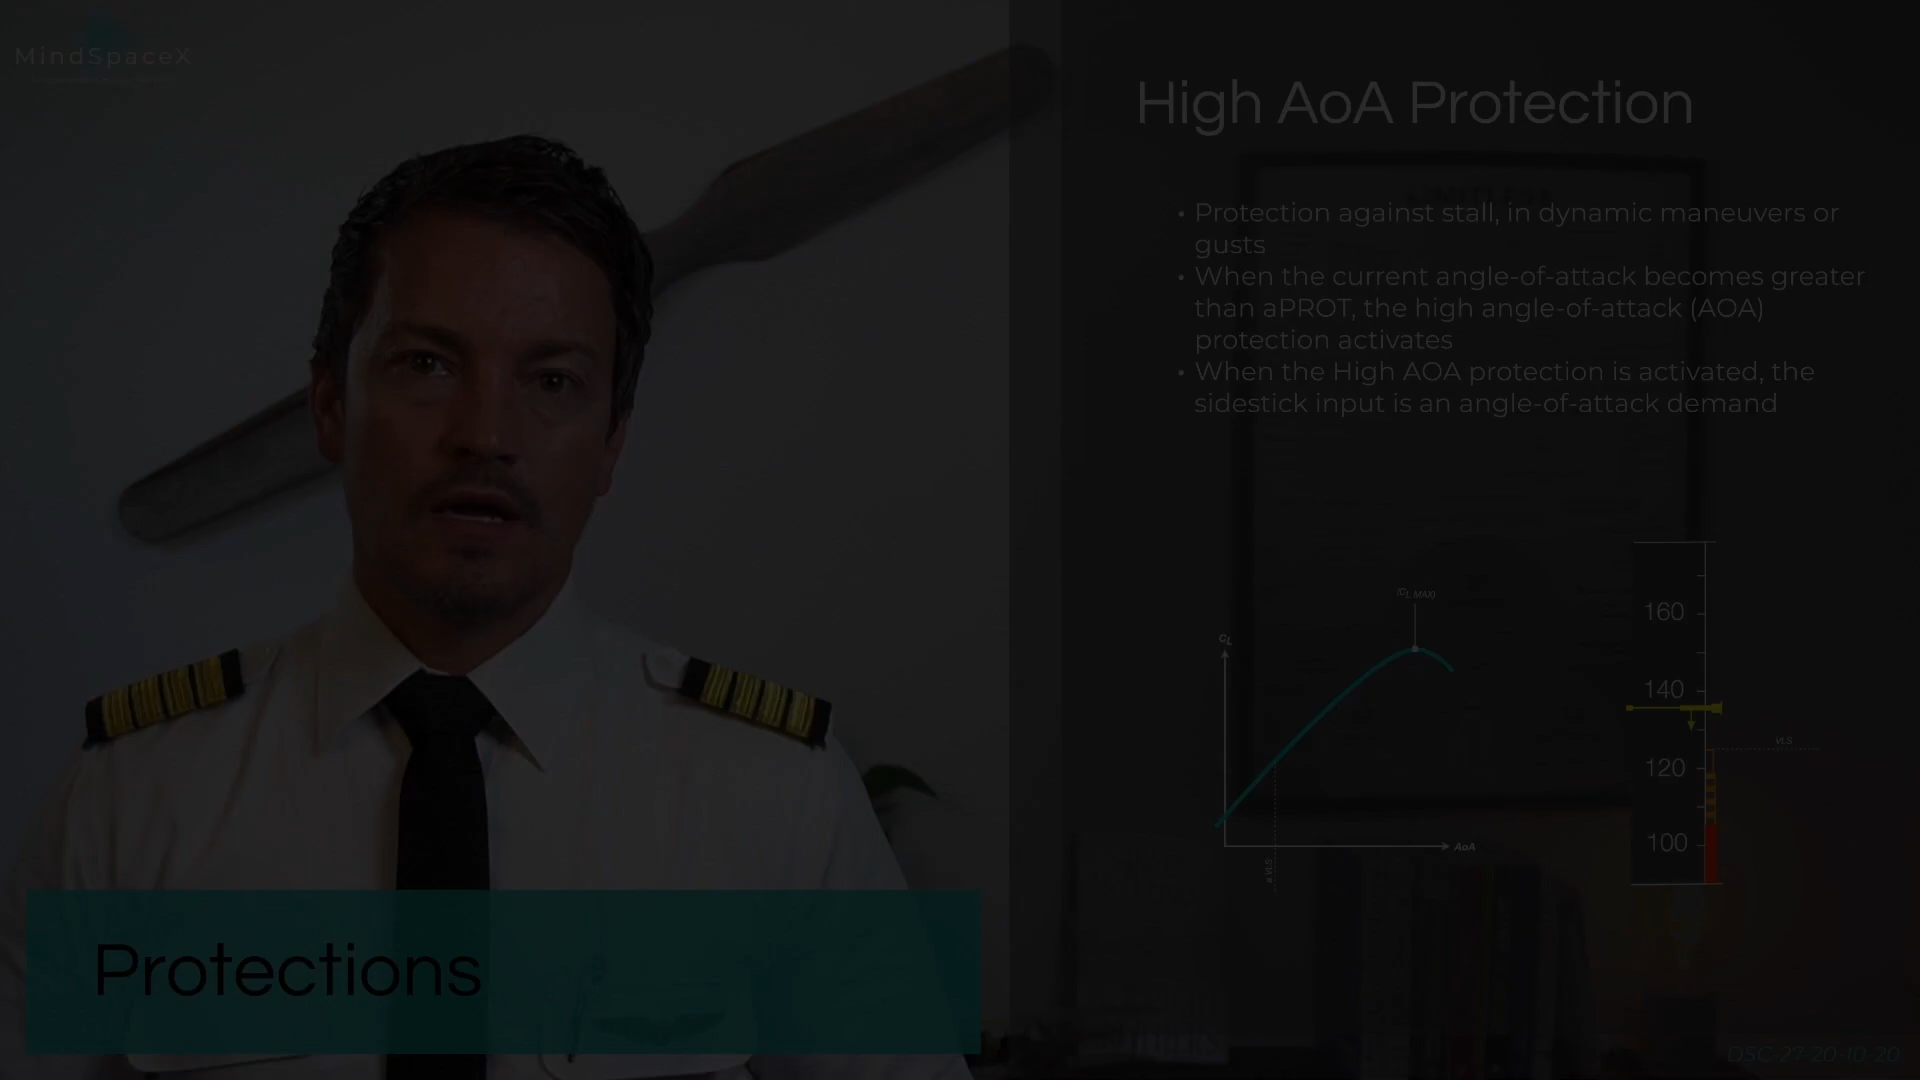 MindSpaceX
High AoA Protection
• Protection against stall, in dynamic maneuvers or
gusts
• When the current angle-of-attack becomes greater
than aPROT, the high angle-of-attack (AOA)
protection activates
• When the High AOA protection is activated, the
sidestick input is an angle-of-attack demand
(CL MAX)
CL
160
140
VLS
120
100
AoA
α VLS
Protections
DSC-27-20-10-20